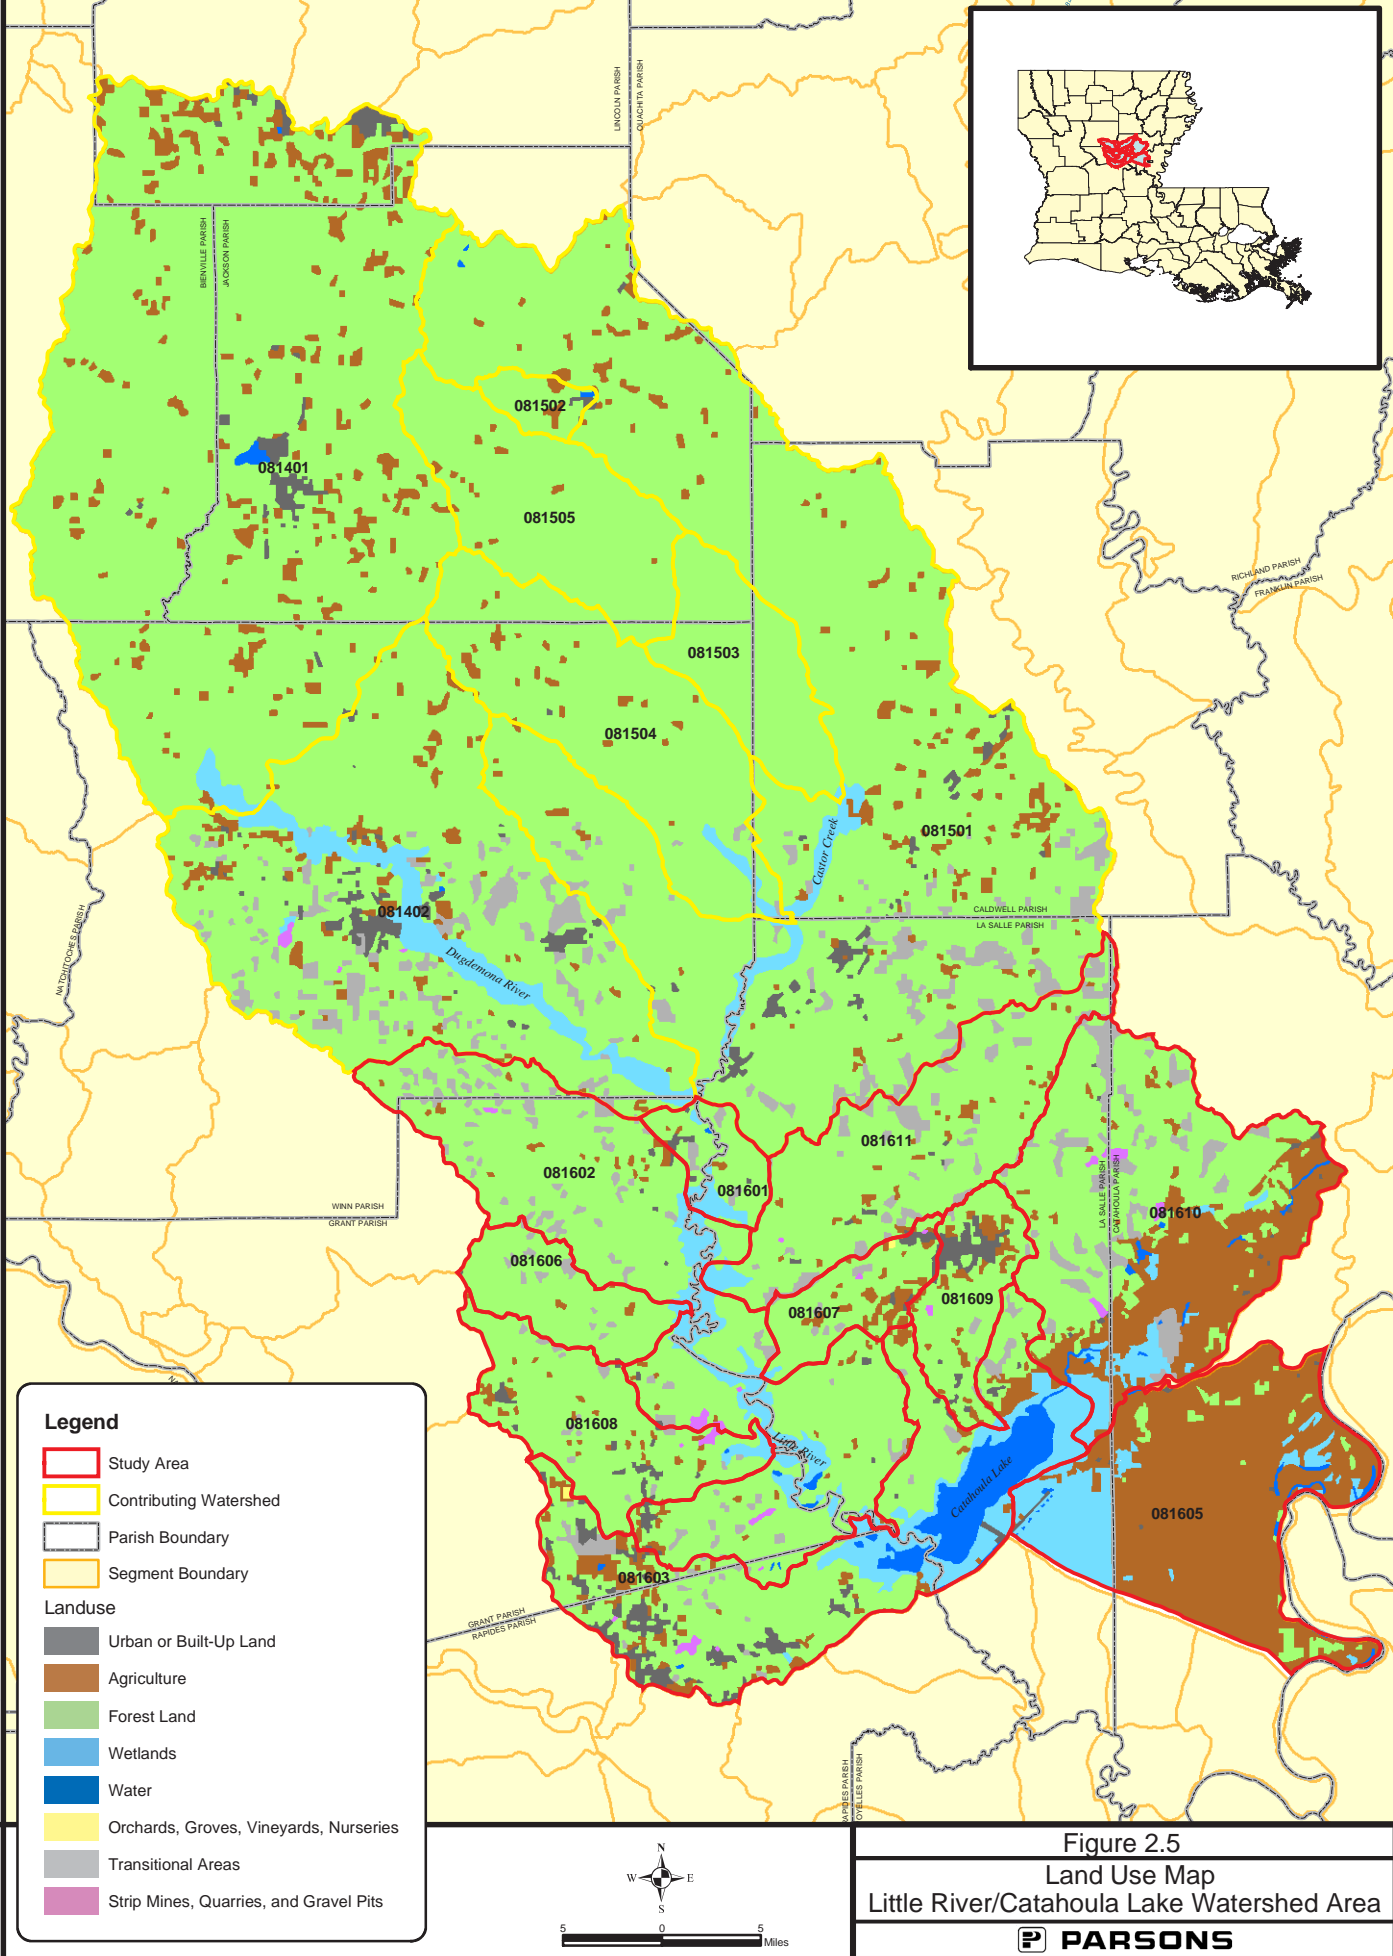 LINCOLN PARISH
OUACHITA PARISH
BIENVILLE PARISH
JACKSON PARISH
081502
081401
081505
RICHLAND PARISH
FRANKLIN PARISH
081503
081504
081501
Castor Creek
CALDWELL PARISH
LA SALLE PARISH
081402
Dugdemona River
NATCHITOCHES PARISH
081611
081602
081601
LA SALLE PARISH
CATAHOULA PARISH
081610
WINN PARISH
GRANT PARISH
081606
081609
081607
081608
Little River
Catahoula Lake
081605
081603
GRANT PARISH
RAPIDES PARISH
Legend
Study Area
Contributing Watershed
Parish Boundary
Segment Boundary
Landuse
Urban or Built-Up Land
Agriculture
Forest Land
Wetlands
Water
Orchards, Groves, Vineyards, Nurseries
Transitional Areas
Strip Mines, Quarries, and Gravel Pits
APIDES PARISH
OYELLES PARISH
N
W E
S
5 0 5
Miles
Figure 2.5
Land Use Map
Little River/Catahoula Lake Watershed Area
P PARSONS